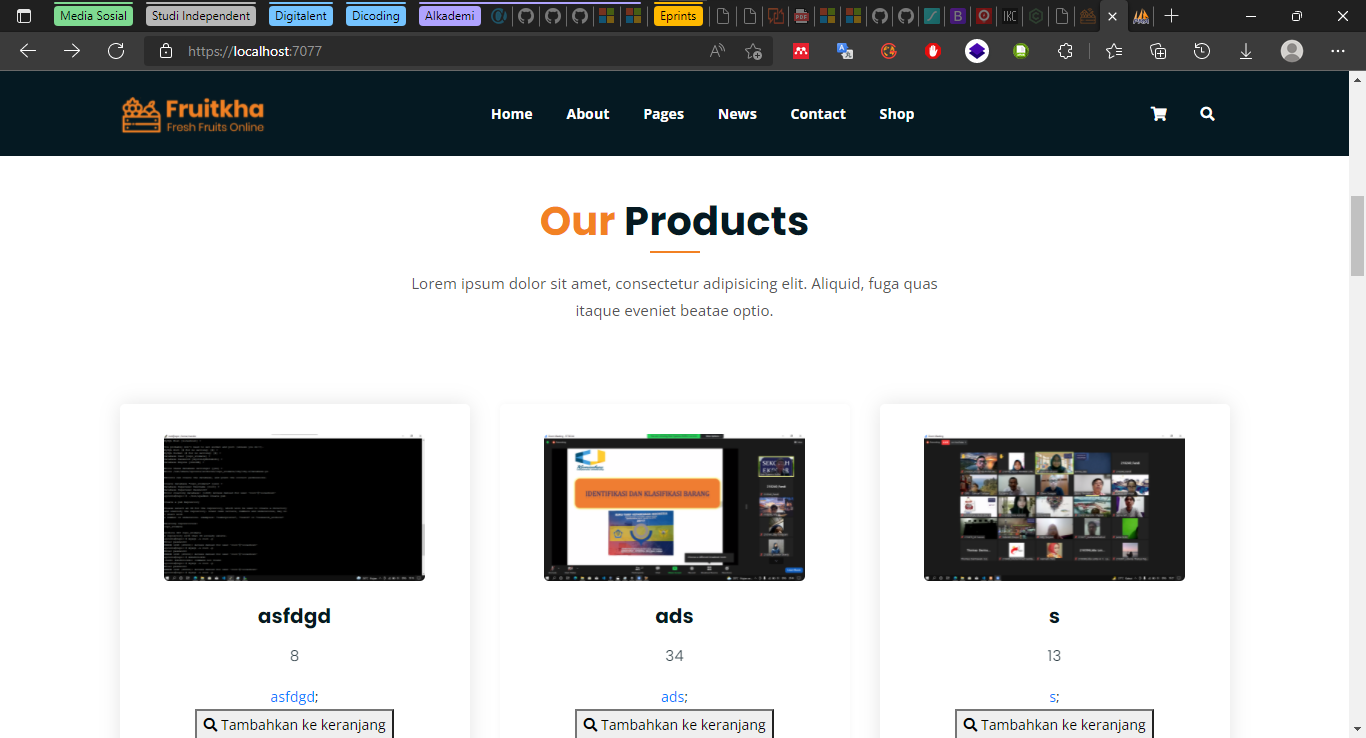 Media Sosial
Studi Independent
Digitalent
Dicoding
Alkademi
Eprints
https://localhost:7077
Fruitkha
Fresh Fruits Online
Home
About
Pages
News
Contact
Shop
Our Products
Lorem ipsum dolor sit amet, consectetur adipisicing elit. Aliquid, fuga quas
itaque eveniet beatae optio.
IDENTIFIKASI DAN KLASIFIKASI BARANG
asfdgd
8
asfdgd;
Tambahkan ke keranjang
ads
34
ads;
Tambahkan ke keranjang
s
13
s;
Tambahkan ke keranjang